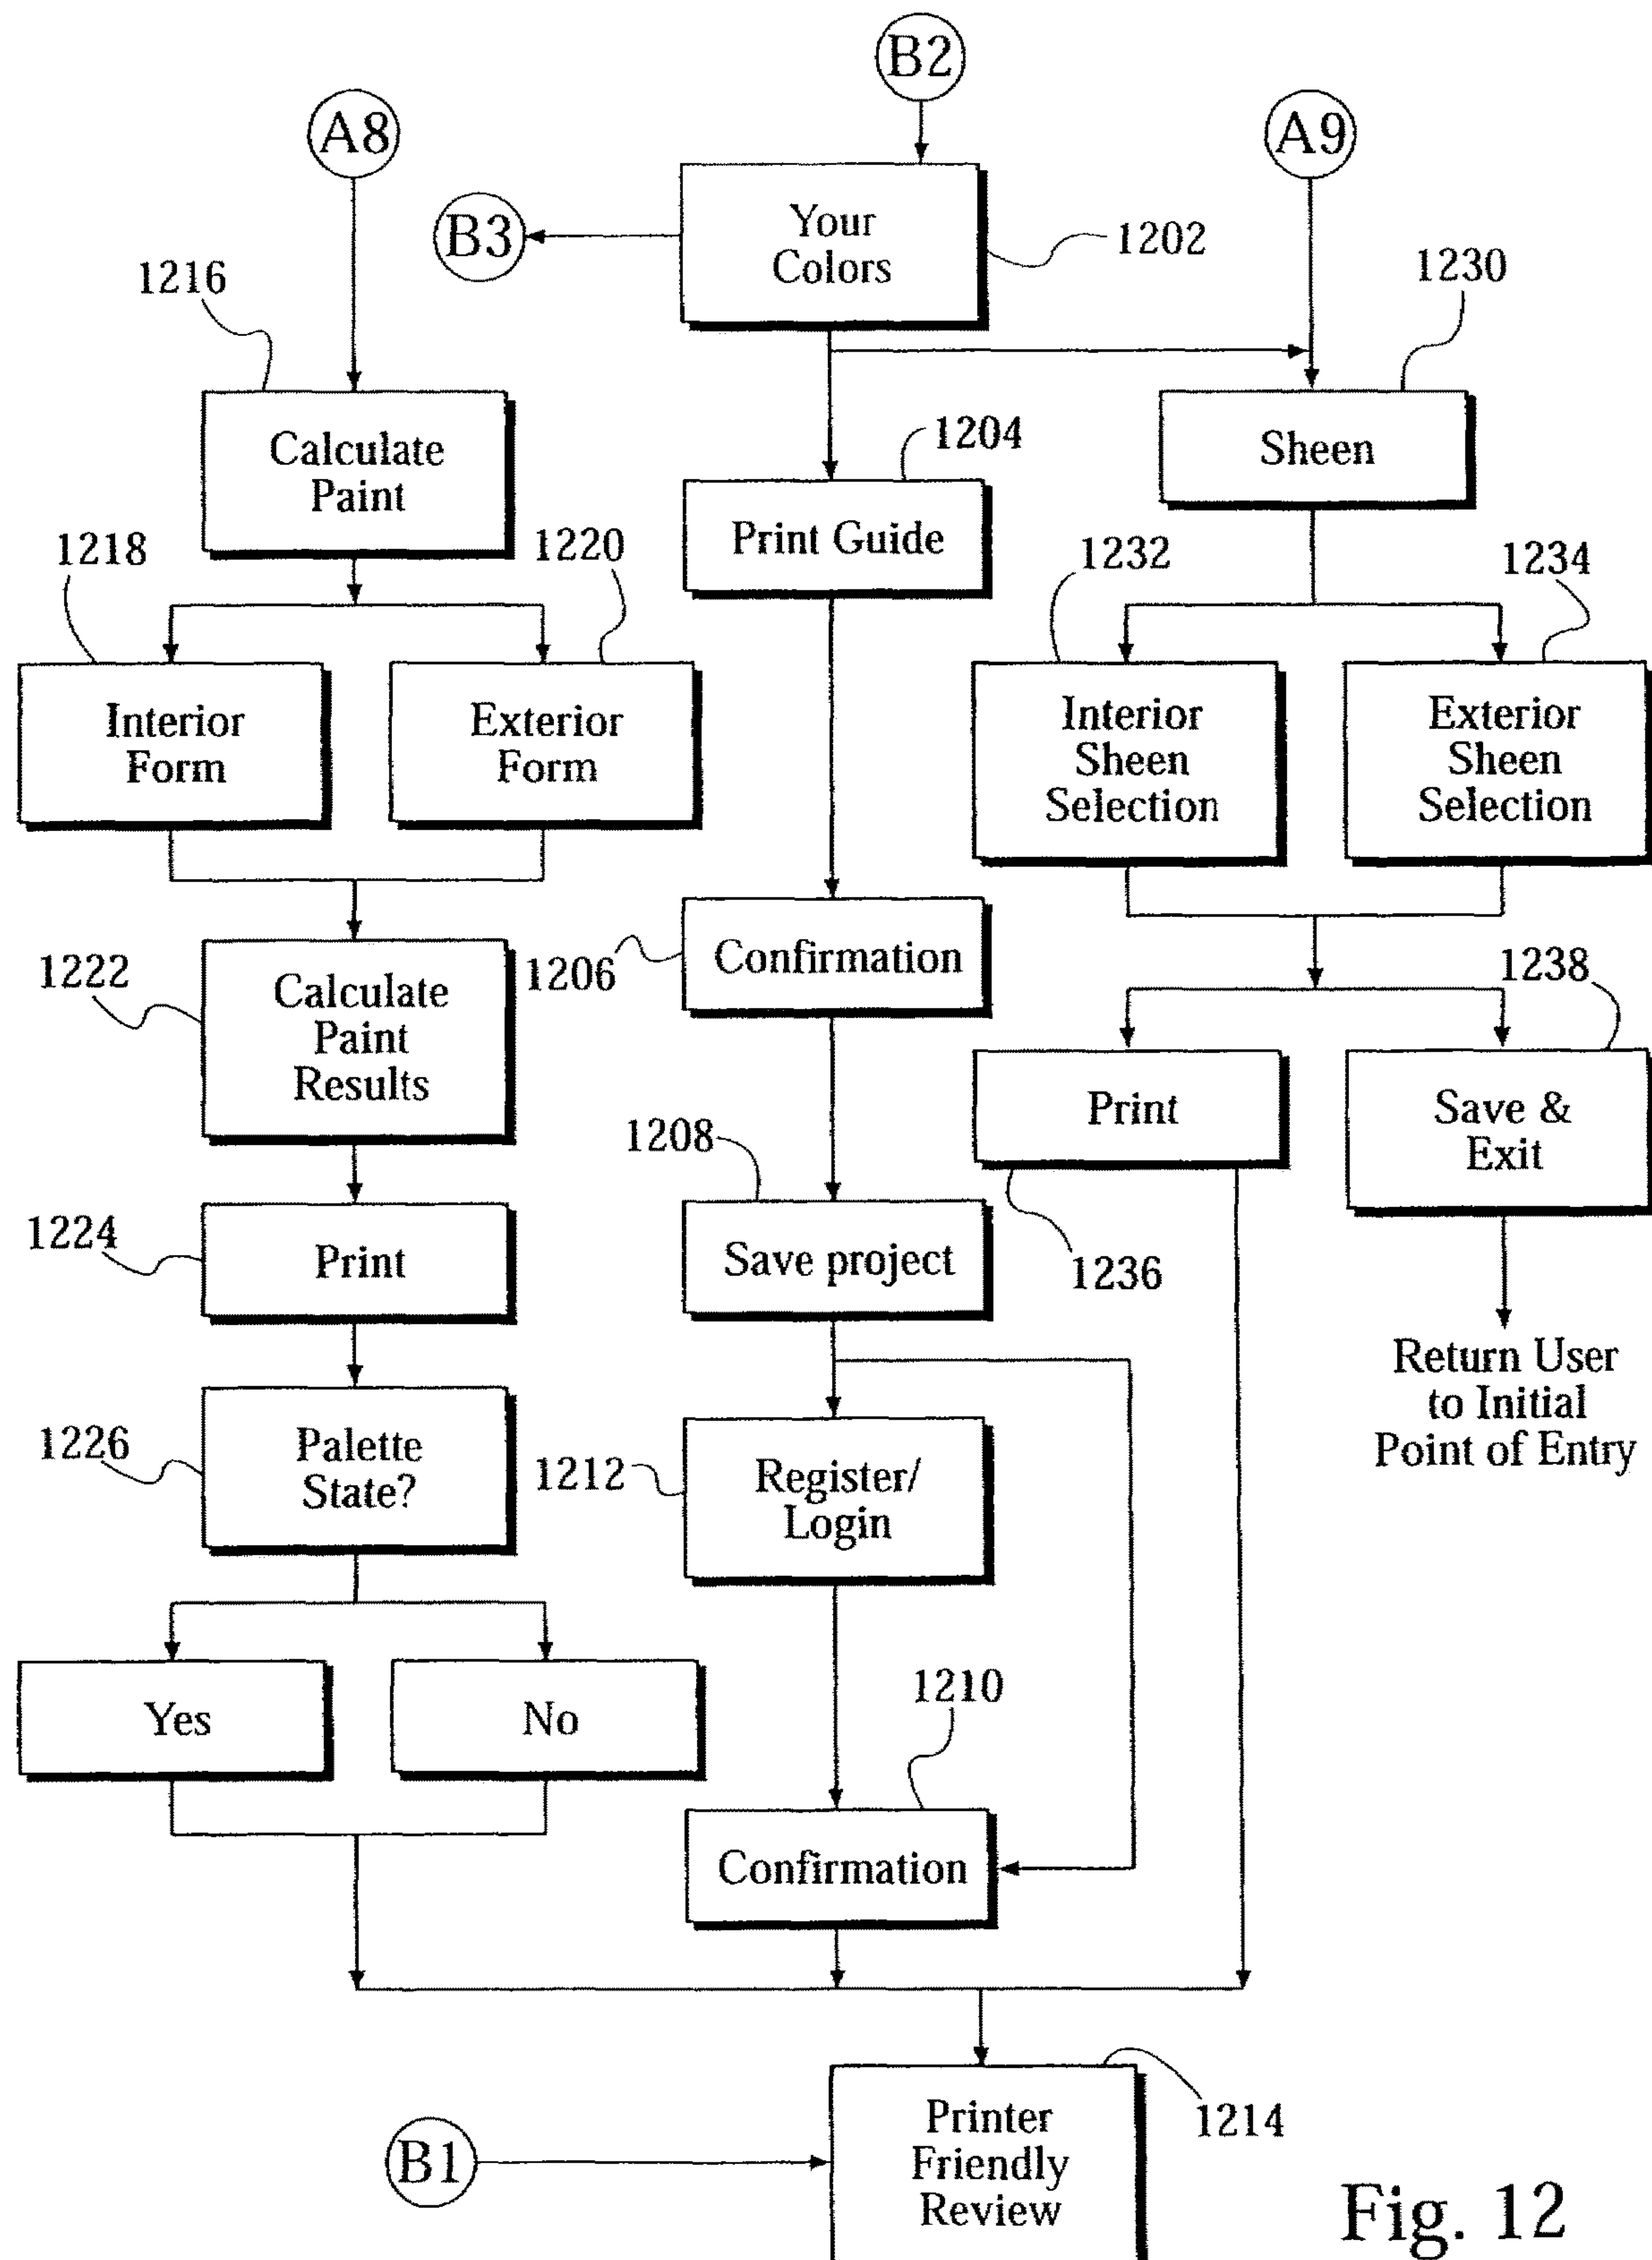 B2
A8
A9
B3
Your
Colors
1202
1216
1230
Calculate
Paint
1204
Sheen
Print Guide
1218
1220
1232
1234
Interior
Form
Exterior
Form
Interior
Sheen
Selection
Exterior
Sheen
Selection
1206
Confirmation
1222
Calculate
Paint
Results
1238
Print
Save &
Exit
1208
1224
Print
Save project
1236
Return User
to Initial
Point of Entry
1226
Palette
State?
1212
Register/
Login
Yes
No
1210
Confirmation
B1
Printer
Friendly
Review
1214
Fig. 12